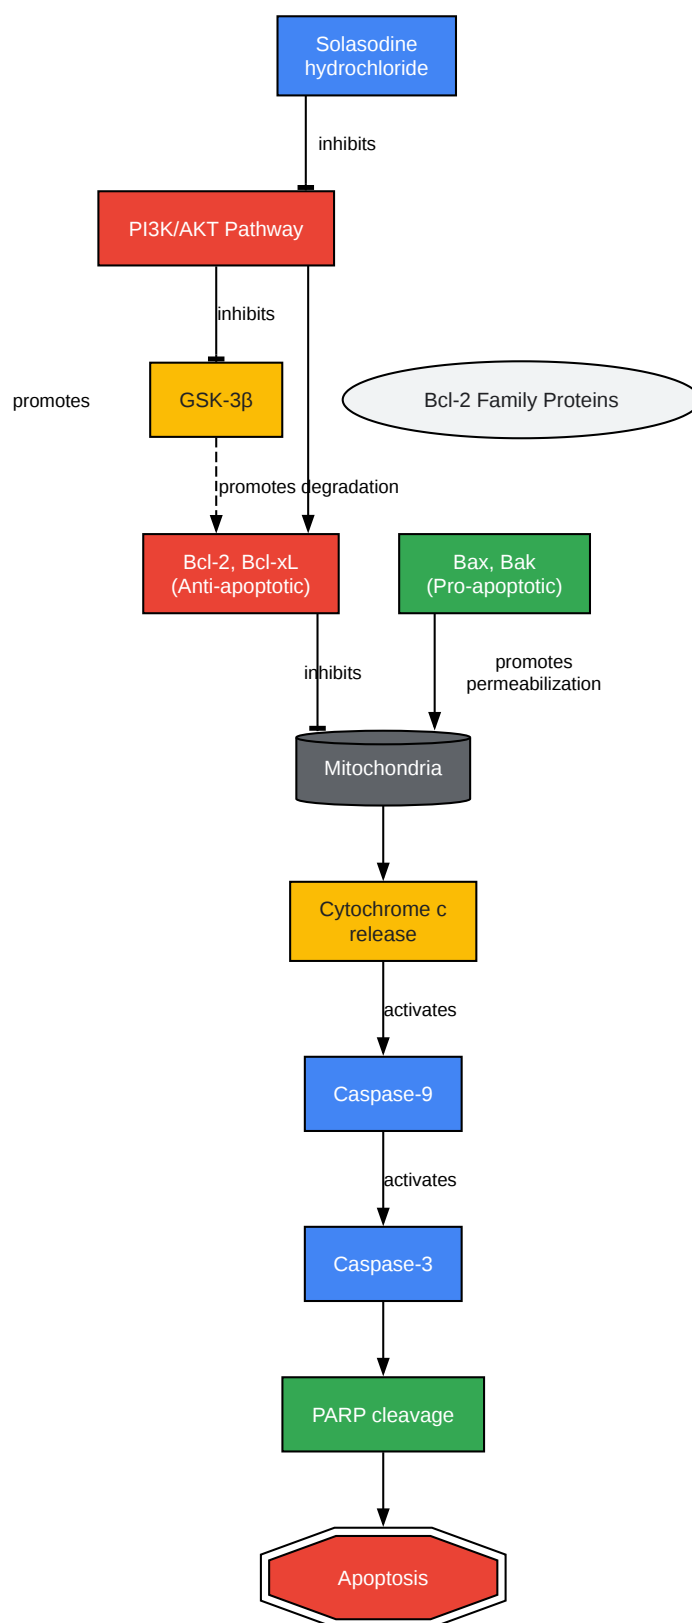 Solasodine
hydrochloride
inhibits
PI3K/AKT Pathway
inhibits
promotes
GSK-3β
Bcl-2 Family Proteins
promotes degradation
Bcl-2, Bcl-xL
(Anti-apoptotic)
Bax, Bak
(Pro-apoptotic)
inhibits
promotes
permeabilization
Mitochondria
Cytochrome c
release
activates
Caspase-9
activates
Caspase-3
PARP cleavage
Apoptosis